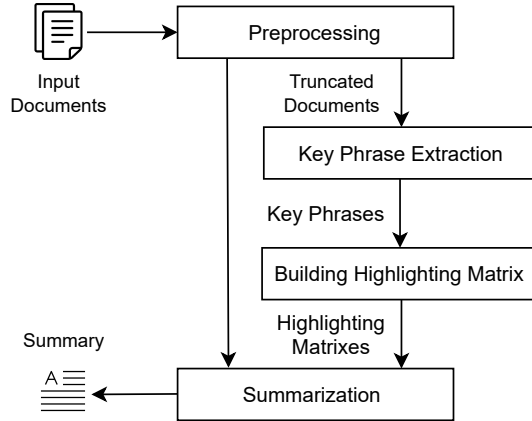 Preprocessing
Input
Documents
Truncated
Documents
Key Phrase Extraction
Key Phrases
Building Highlighting Matrix
Highlighting
Matrixes
Summary
A
Summarization